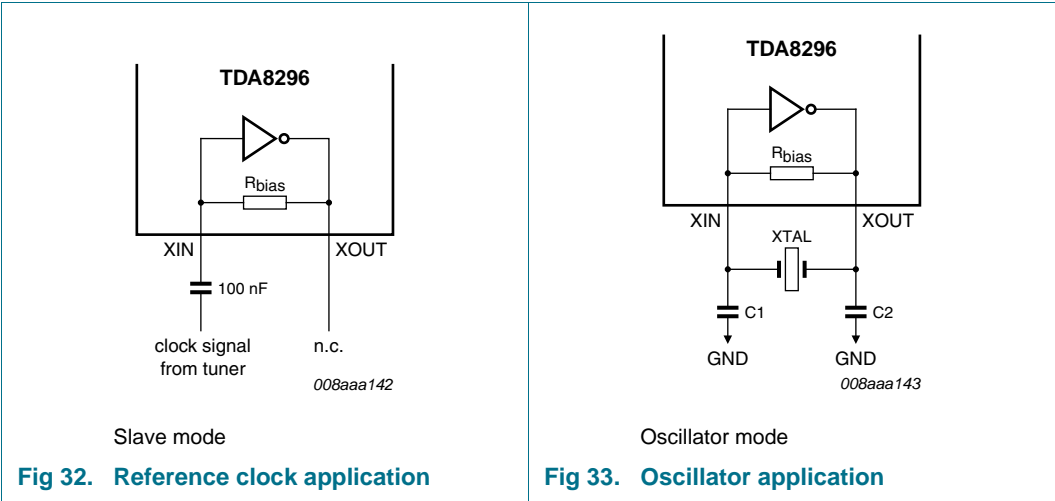 TDA8296
Rbias
XIN
XOUT
100 nF
clock signal
from tuner
n.c.
008aaa142
Slave mode
Fig 32. Reference clock application
TDA8296
Rbias
XIN
XOUT
XTAL
C1
C2
GND
GND
008aaa143
Oscillator mode
Fig 33. Oscillator application